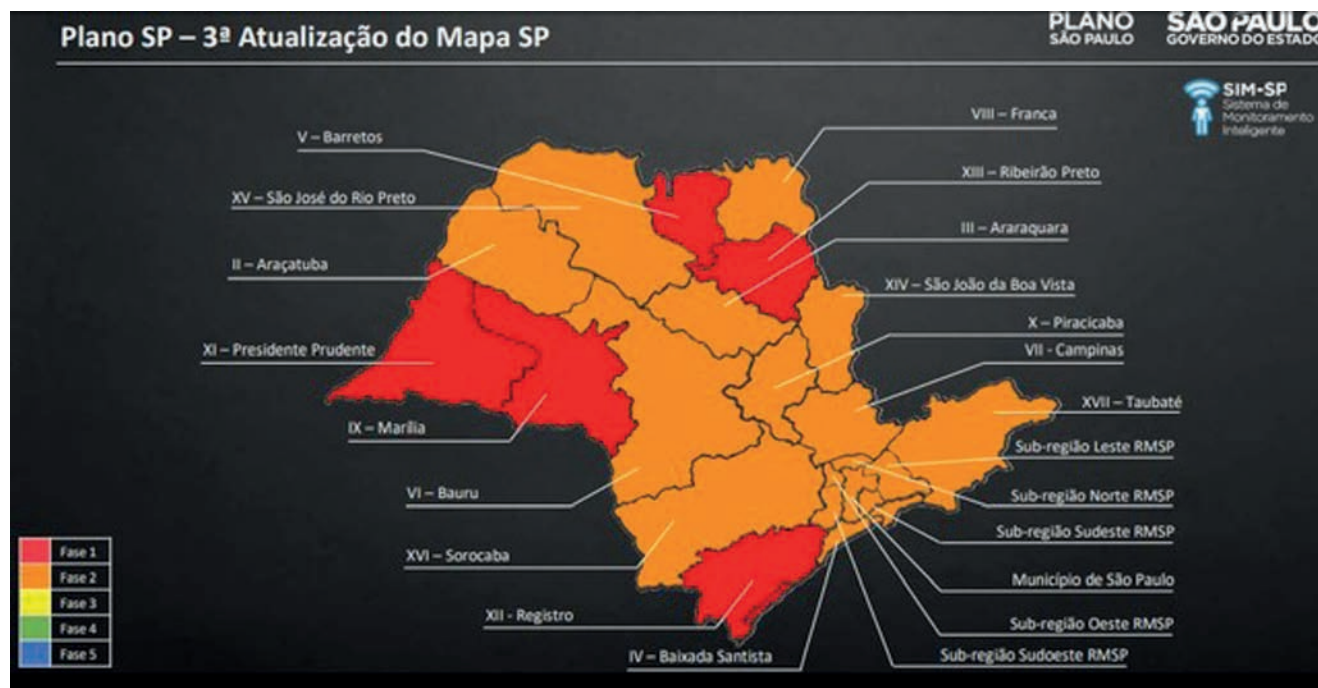 Plano SP – 3ª Atualização do Mapa SP
PLANO
SÃO PAULO
SÃO PAULO
GOVERNO DO ESTADO
SIM-SP
Sistema de
Monitoramento
Inteligente
VIII – Franca
V – Barretos
XIII – Ribeirão Preto
XV – São José do Rio Preto
III – Araraquara
II – Araçatuba
XIV – São João da Boa Vista
X – Piracicaba
XI – Presidente Prudente
VII - Campinas
XVII – Taubaté
IX – Marília
Sub-região Leste RMSP
VI – Bauru
Sub-região Norte RMSP
Sub-região Sudeste RMSP
XVI – Sorocaba
Município de São Paulo
XII - Registro
Sub-região Oeste RMSP
IV – Baixada Santista
Sub-região Sudoeste RMSP
Fase 1
Fase 2
Fase 3
Fase 4
Fase 5